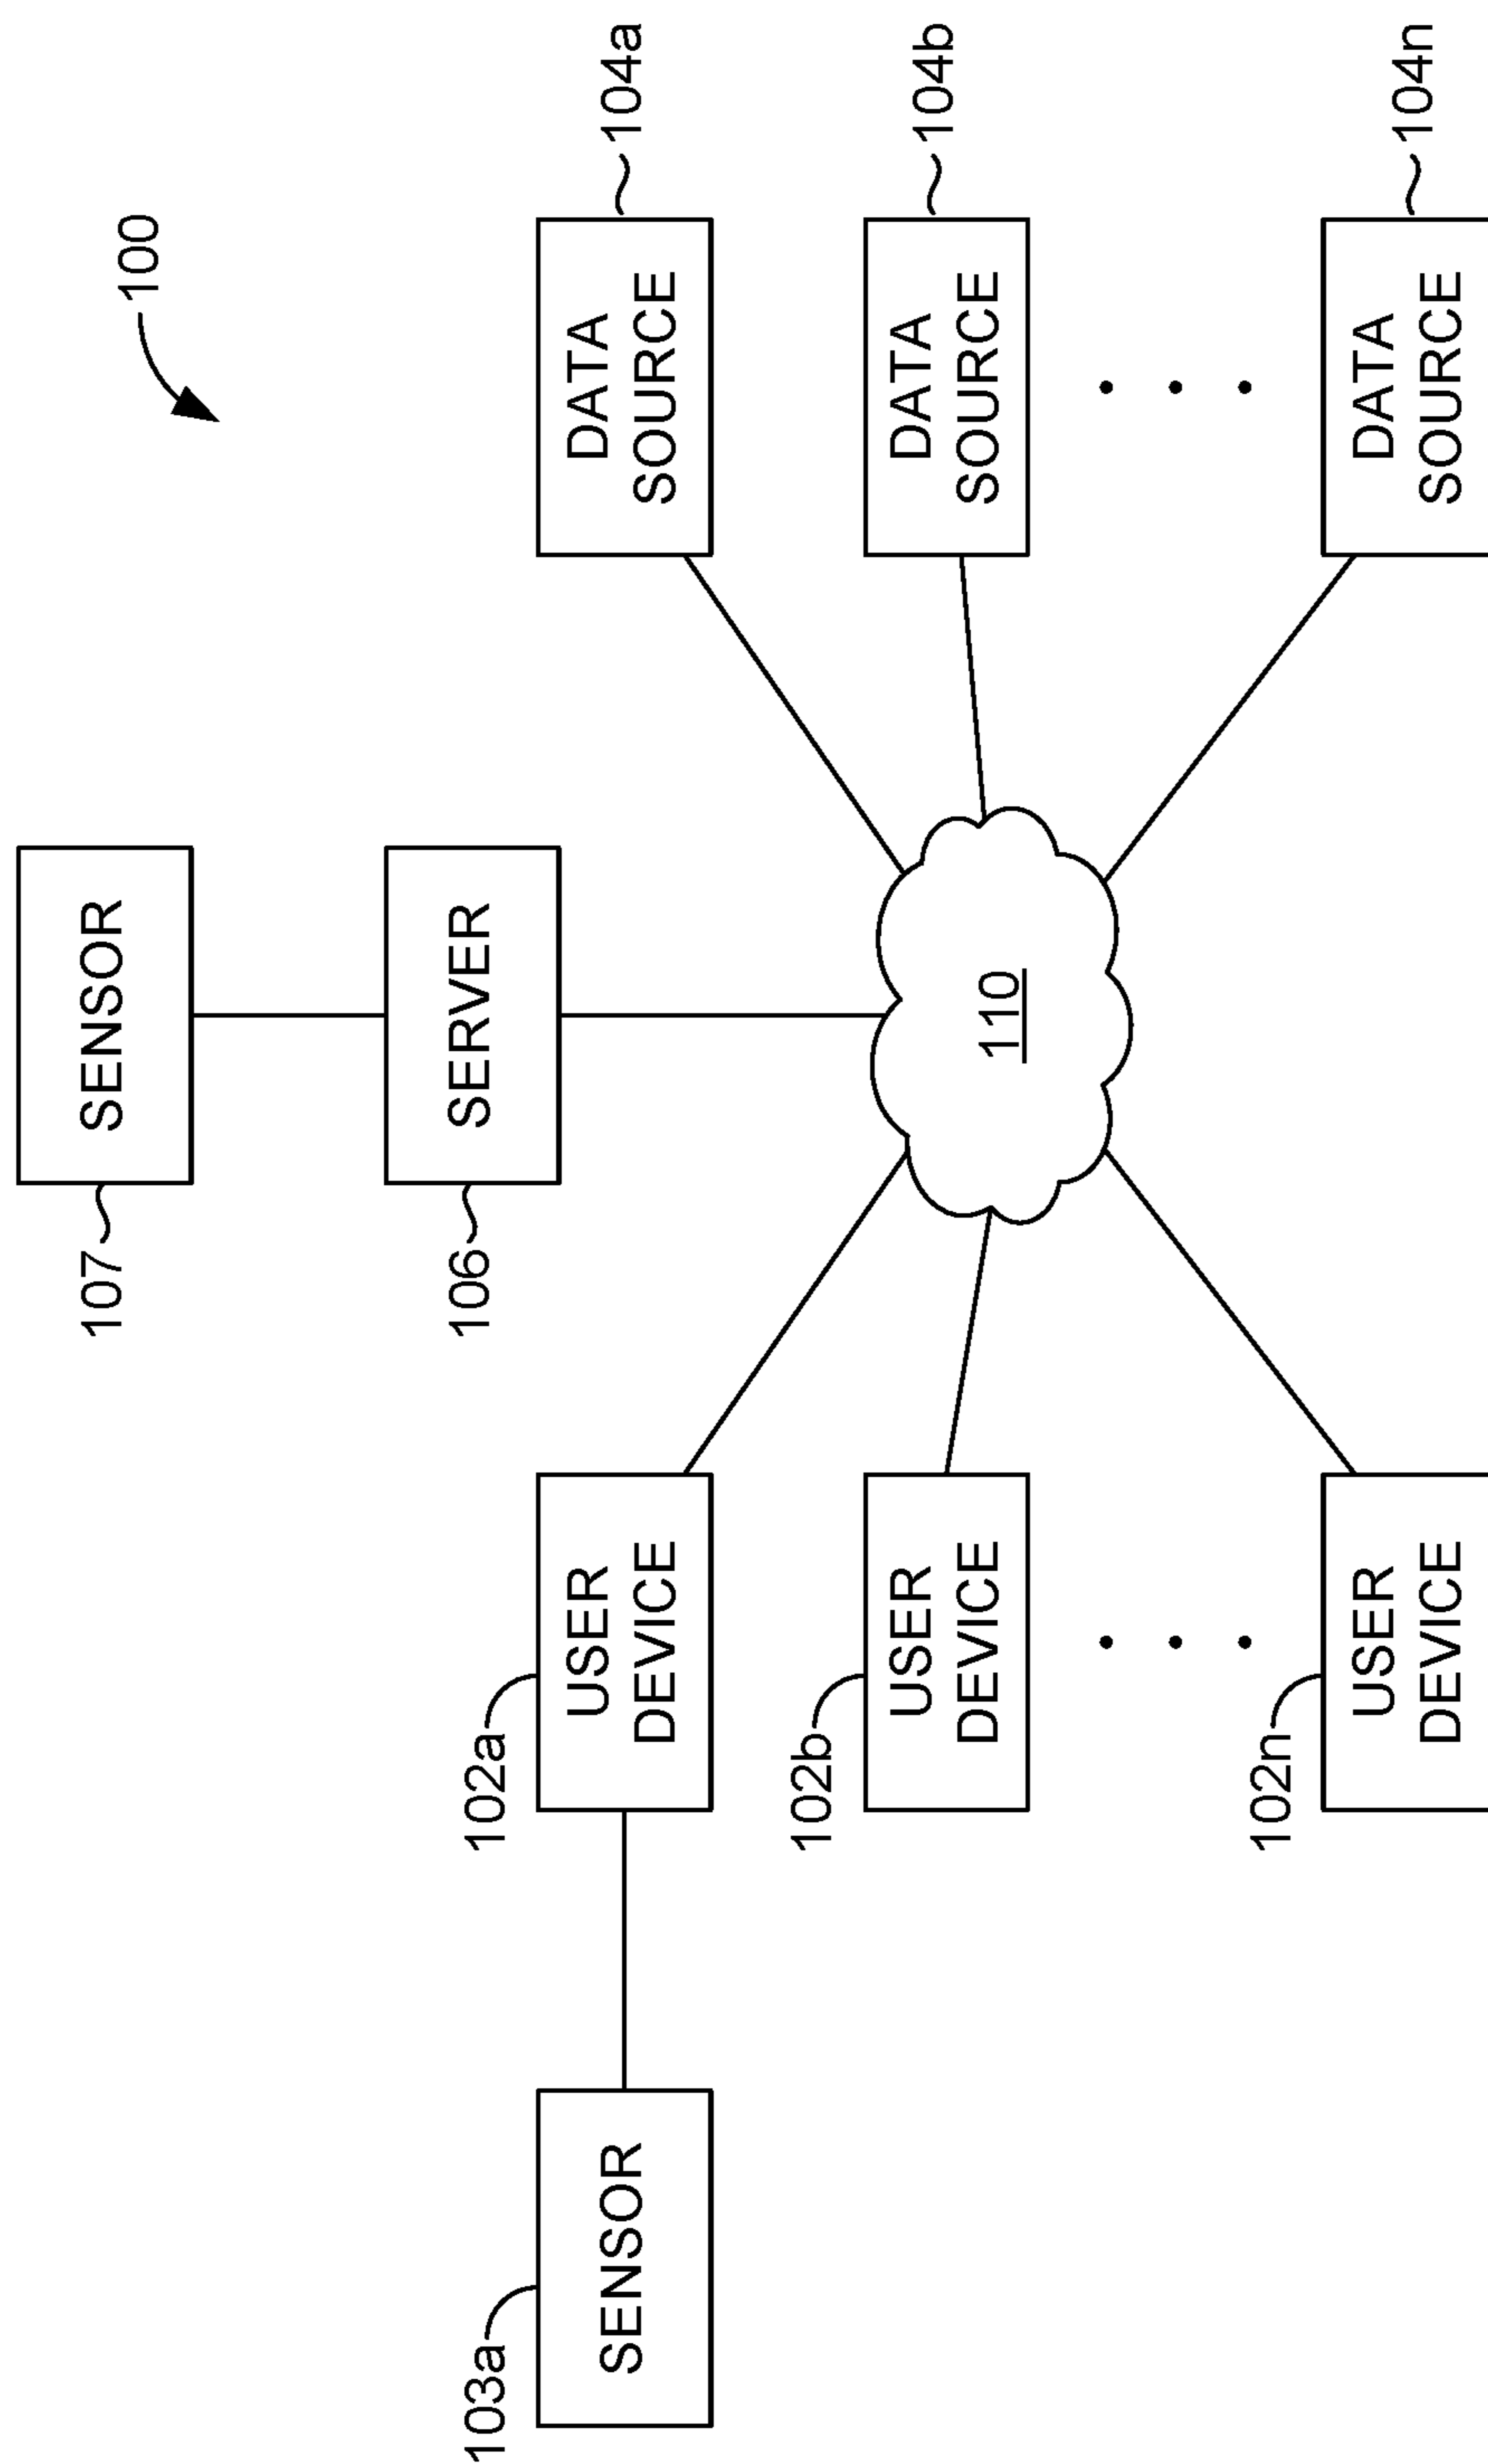 100
107
SENSOR
106
SERVER
103a
SENSOR
102a
USER
DEVICE
DATA
SOURCE
104a
110
102b
USER
DEVICE
DATA
SOURCE
104b
102n
USER
DEVICE
DATA
SOURCE
104n